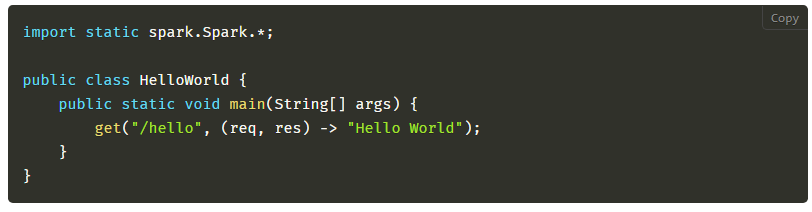 Copy
import static spark.Spark.*;

public class HelloWorld {
    public static void main(String[] args) {
        get("/hello", (req, res) -> "Hello World");
    }
}